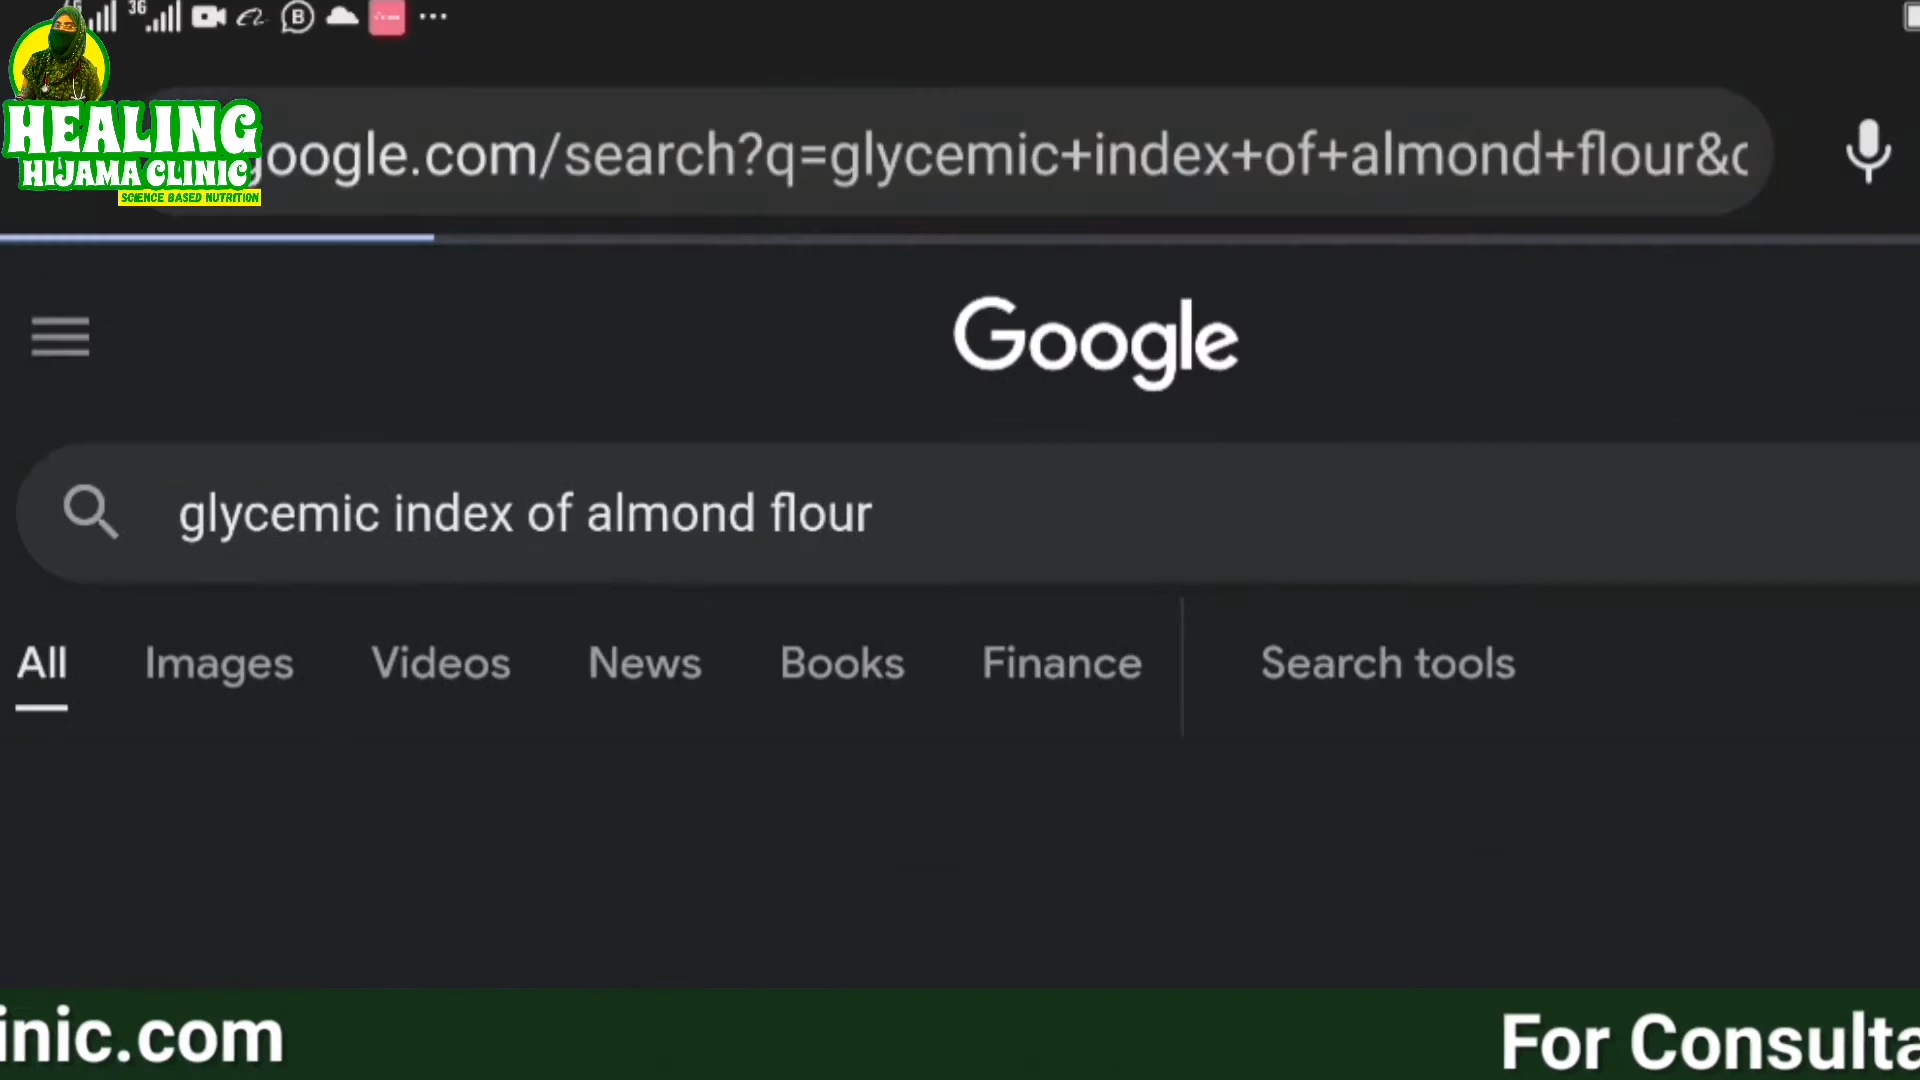 3G
HEALING
HIJAMA CLINIC
SCIENCE BASED NUTRITION
oogle.com/search?q=glycemic+index+of+almond+flour&c
Google
glycemic index of almond flour
All Images Videos News Books Finance Search tools
inic.com For Consulta